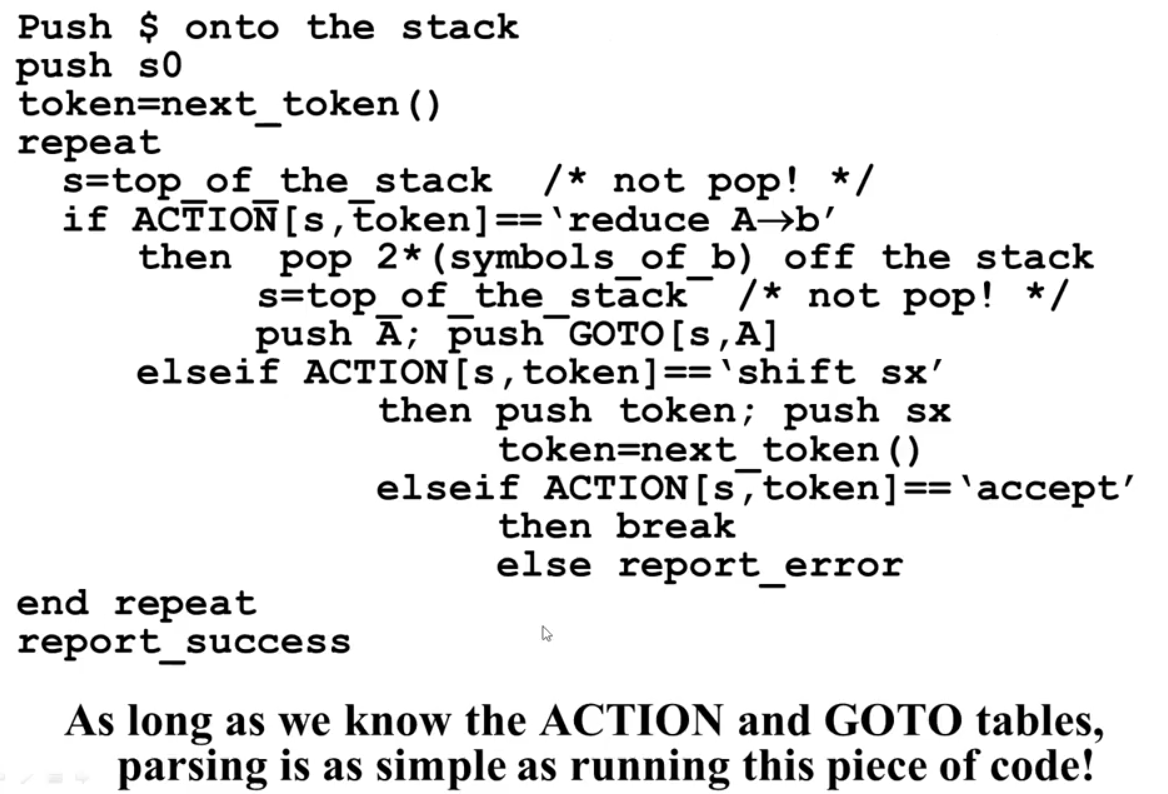 Push $ onto the stack
push s0
token=next_token()
repeat
s=top_of_the_stack /* not pop! */
if ACTION[s,token]==‘reduce A→b’
then pop 2*(symbols_of_b) off the stack
s=top_of_the_stack /* not pop! */
push A; push GOTO[s,A]
elseif ACTION[s,token]==‘shift sx’
then push token; push sx
token=next_token()
elseif ACTION[s,token]==‘accept’
then break
else report_error
end repeat
report_success
As long as we know the ACTION and GOTO tables,
parsing is as simple as running this piece of code!